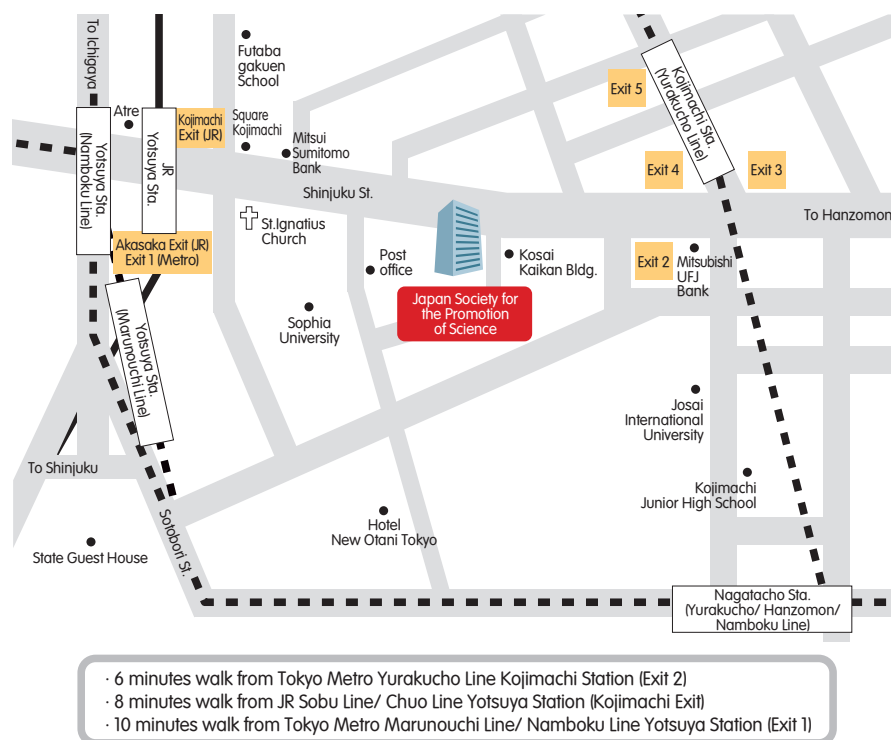 To Ichigaya
Futaba
gakuen
School
Atre
Kojimachi
Exit (JR)
Square
Kojimachi
Mitsui
Sumitomo
Bank
Yotsuya Sta.
(Namboku Line)
JR
Yotsuya Sta.
Exit 5
Kojimachi Sta.
(Yurakucho Line)
Exit 4
Exit 3
Shinjuku St.
To Hanzomon
St.Ignatius
Church
Akasaka Exit (JR)
Exit 1 (Metro)
Post
office
Kosai
Kaikan Bldg.
Exit 2
Mitsubishi
UFJ
Bank
Yotsuya Sta.
(Marunouchi Line)
Sophia
University
Japan Society for
the Promotion
of Science
Josai
International
University
To Shinjuku
Kojimachi
Junior High School
Sotobori St.
State Guest House
Hotel
New Otani Tokyo
Nagatacho Sta.
(Yurakucho/ Hanzomon/
Namboku Line)
· 6 minutes walk from Tokyo Metro Yurakucho Line Kojimachi Station (Exit 2)
· 8 minutes walk from JR Sobu Line/ Chuo Line Yotsuya Station (Kojimachi Exit)
· 10 minutes walk from Tokyo Metro Marunouchi Line/ Namboku Line Yotsuya Station (Exit 1)